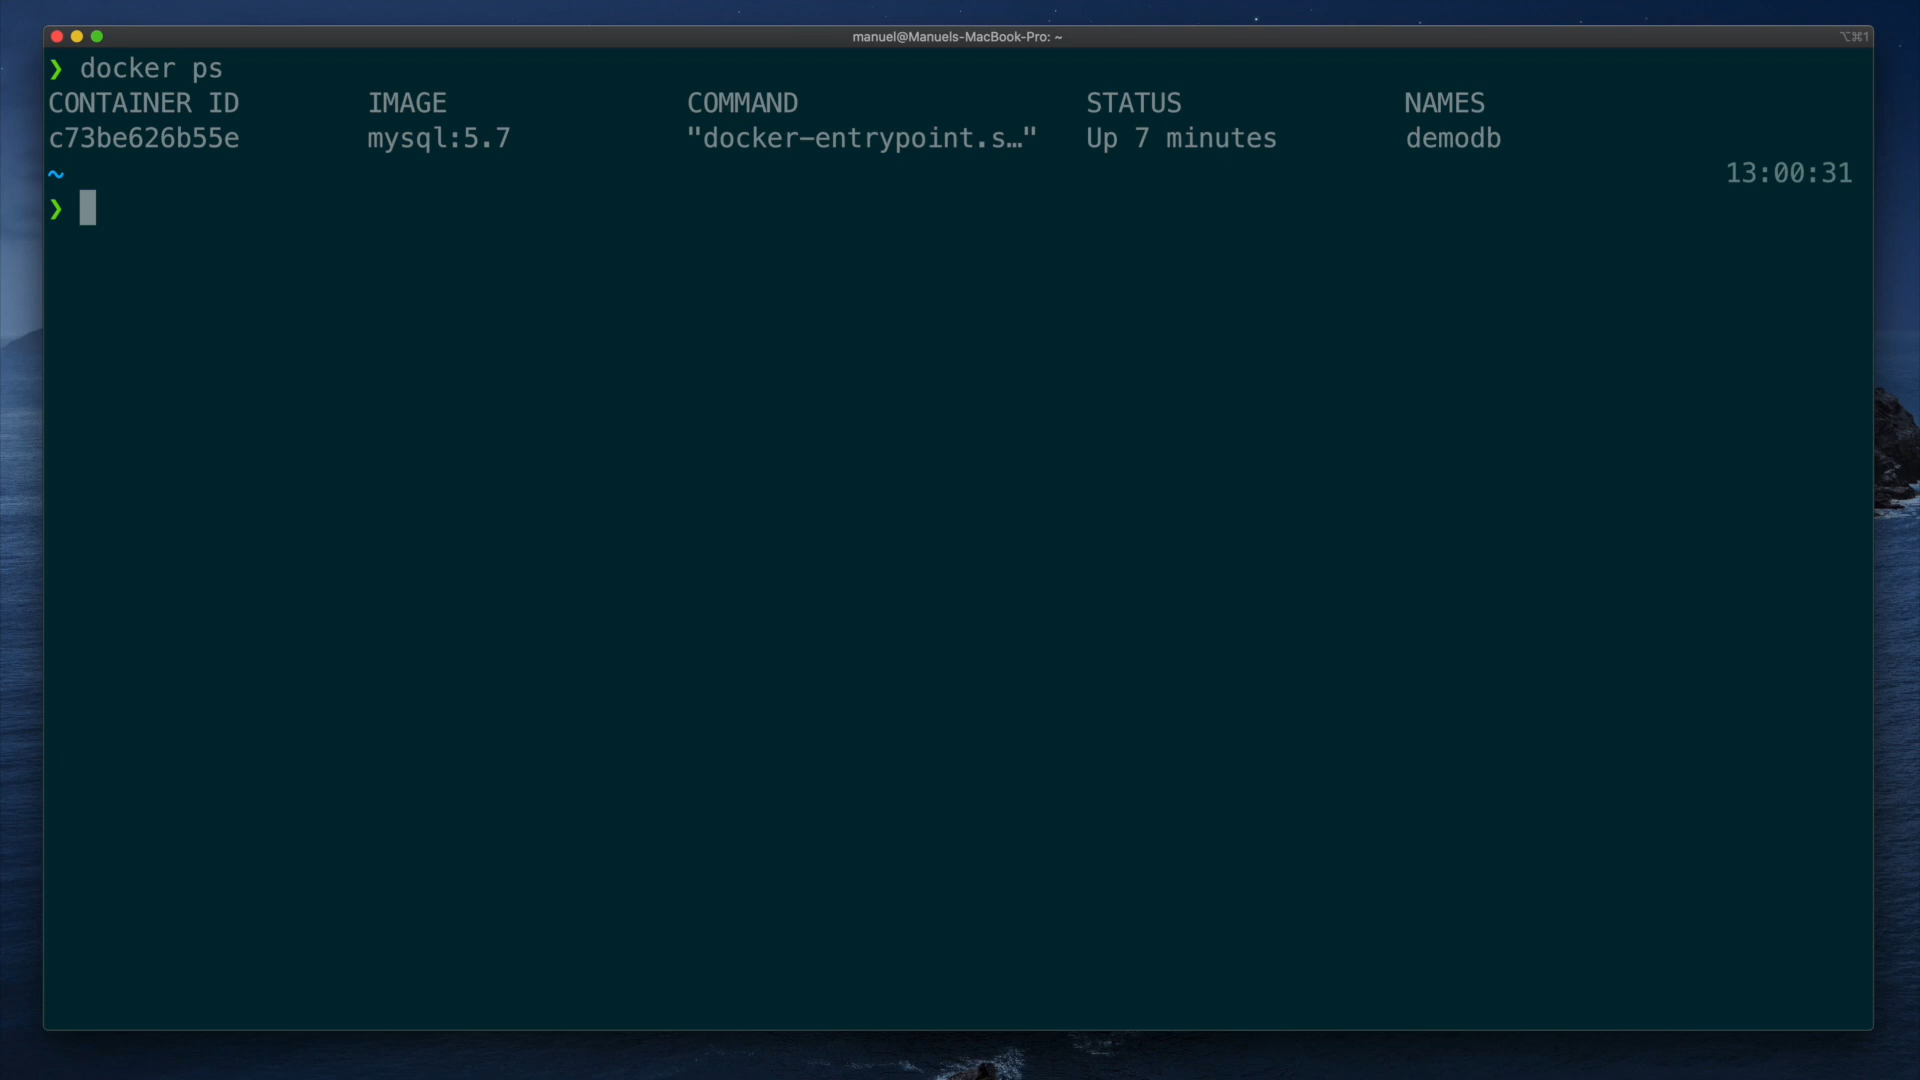 manuel@Manuels-MacBook-Pro: ~ ⌥⌘1
❯ docker ps
CONTAINER ID IMAGE COMMAND STATUS NAMES
c73be626b55e mysql:5.7 "docker-entrypoint.s…" Up 7 minutes demodb
~ 13:00:31
❯